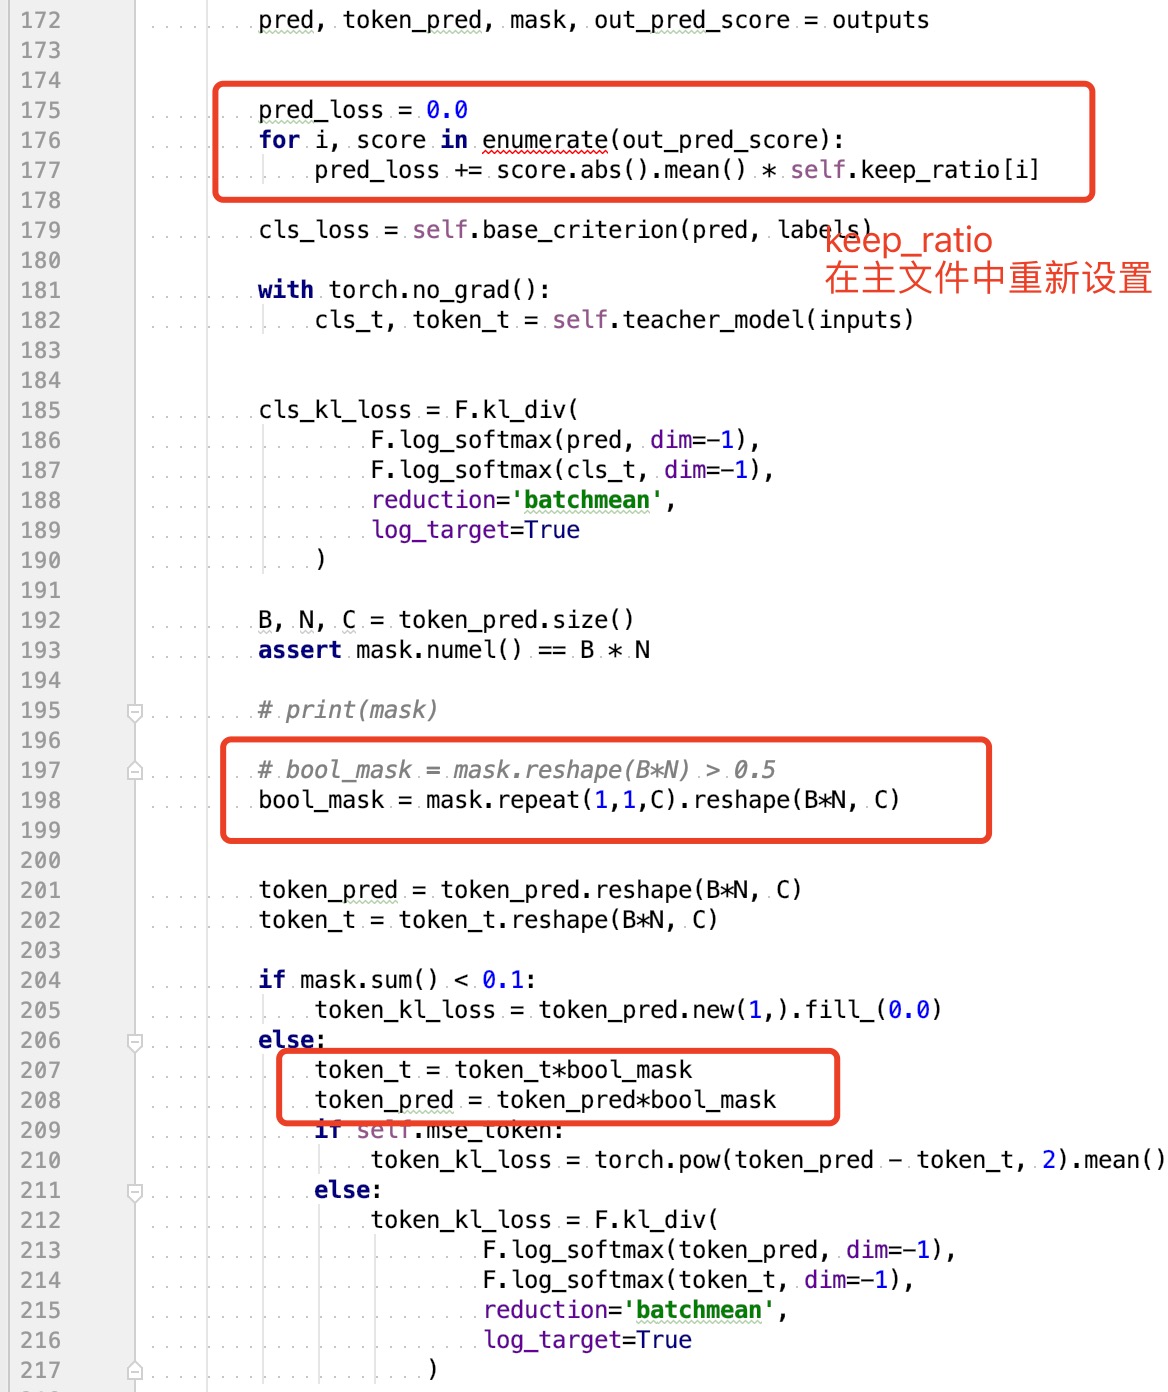 172 pred, token_pred, mask, out_pred_score = outputs
173
174
175 pred_loss = 0.0
176 for i, score in enumerate(out_pred_score):
177 pred_loss += score.abs().mean() * self.keep_ratio[i]
178
179 cls_loss = self.base_criterion(pred, labels)
keep_ratio
180
在主文件中重新设置
181 with torch.no_grad():
182 cls_t, token_t = self.teacher_model(inputs)
183
184
185 cls_kl_loss = F.kl_div(
186 F.log_softmax(pred, dim=-1),
187 F.log_softmax(cls_t, dim=-1),
188 reduction='batchmean',
189 log_target=True
190 )
191
192 B, N, C = token_pred.size()
193 assert mask.numel() == B * N
194
195 # print(mask)
196
197 # bool_mask = mask.reshape(B*N) > 0.5
198 bool_mask = mask.repeat(1,1,C).reshape(B*N, C)
199
200
201 token_pred = token_pred.reshape(B*N, C)
202 token_t = token_t.reshape(B*N, C)
203
204 if mask.sum() < 0.1:
205 token_kl_loss = token_pred.new(1,).fill_(0.0)
206 else:
207 token_t = token_t*bool_mask
208 token_pred = token_pred*bool_mask
209 if self.mse_token:
210 token_kl_loss = torch.pow(token_pred - token_t, 2).mean()
211 else:
212 token_kl_loss = F.kl_div(
213 F.log_softmax(token_pred, dim=-1),
214 F.log_softmax(token_t, dim=-1),
215 reduction='batchmean',
216 log_target=True
217 )